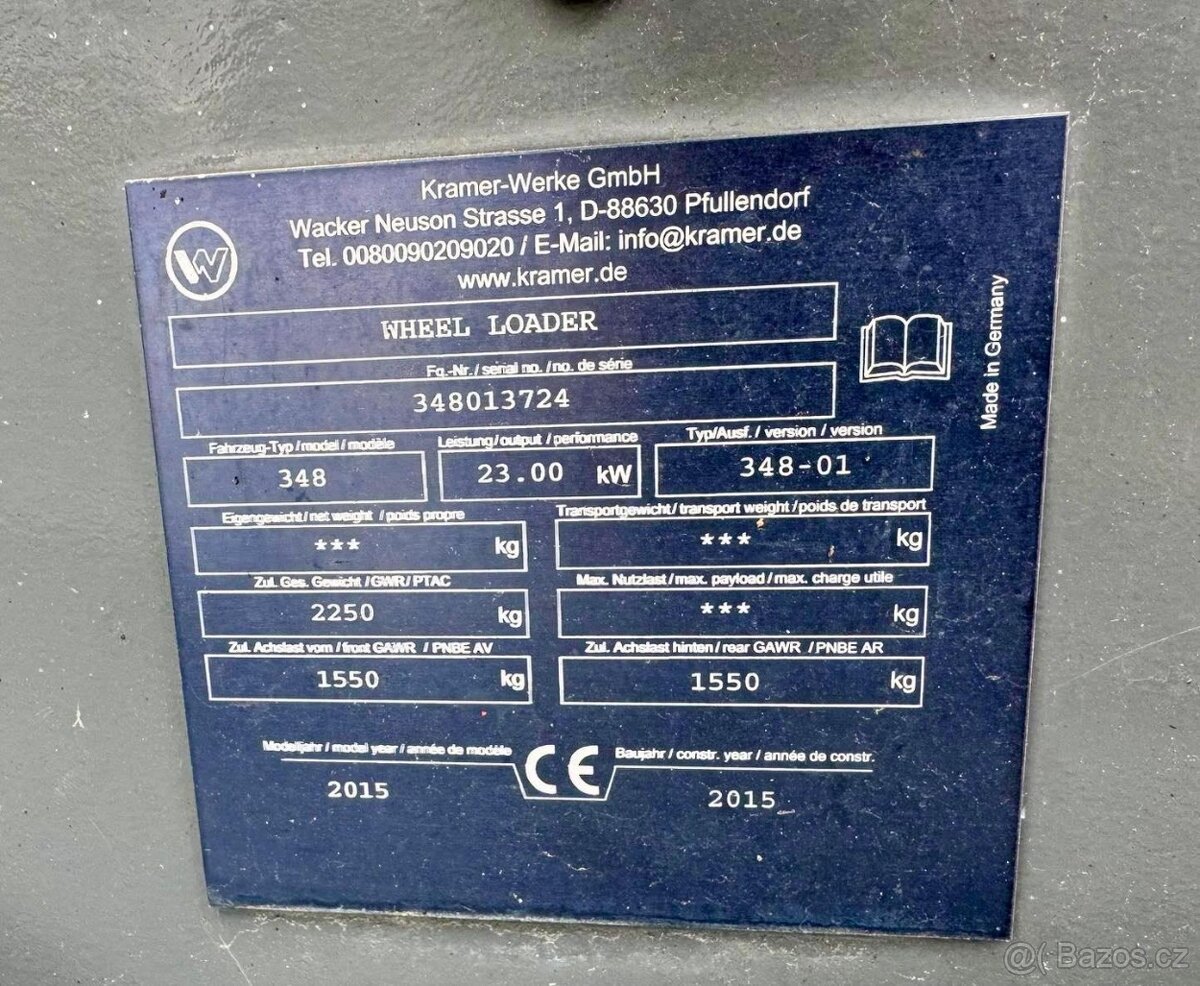 Kramer-Werke GmbH
Wacker Neuson Strasse 1, D-88630 Pfullendorf
Tel. 0080090209020 / E-Mail: info@kramer.de
www.kramer.de
W
WHEEL LOADER
Made in Germany
Fg.-Nr./ serial no. /no. de série
348013724
Fahrzeug-Typ / model / modéle Leistung/ output / performance Typ/Ausf. / version / version
348 23.00 kW 348-01
Eigengewicht/ net weight / poids propre Transportgewicht / transport weight / poids de transport
*** kg *** kg
Zul. Ges. Gewicht /GWR/ PTAC Max. Nutzlast / max. payload / max. charge utile
2250 kg *** kg
Zul. Achslast vorn / front GAWR / PNBE AV Zul. Achslast hinten / rear GAWR / PNBE AR
1550 kg 1550 kg
Modelljahr / model year / année de modèle CE Baujahr / constr. year / année de constr.
2015 2015
@( Bazos.cz